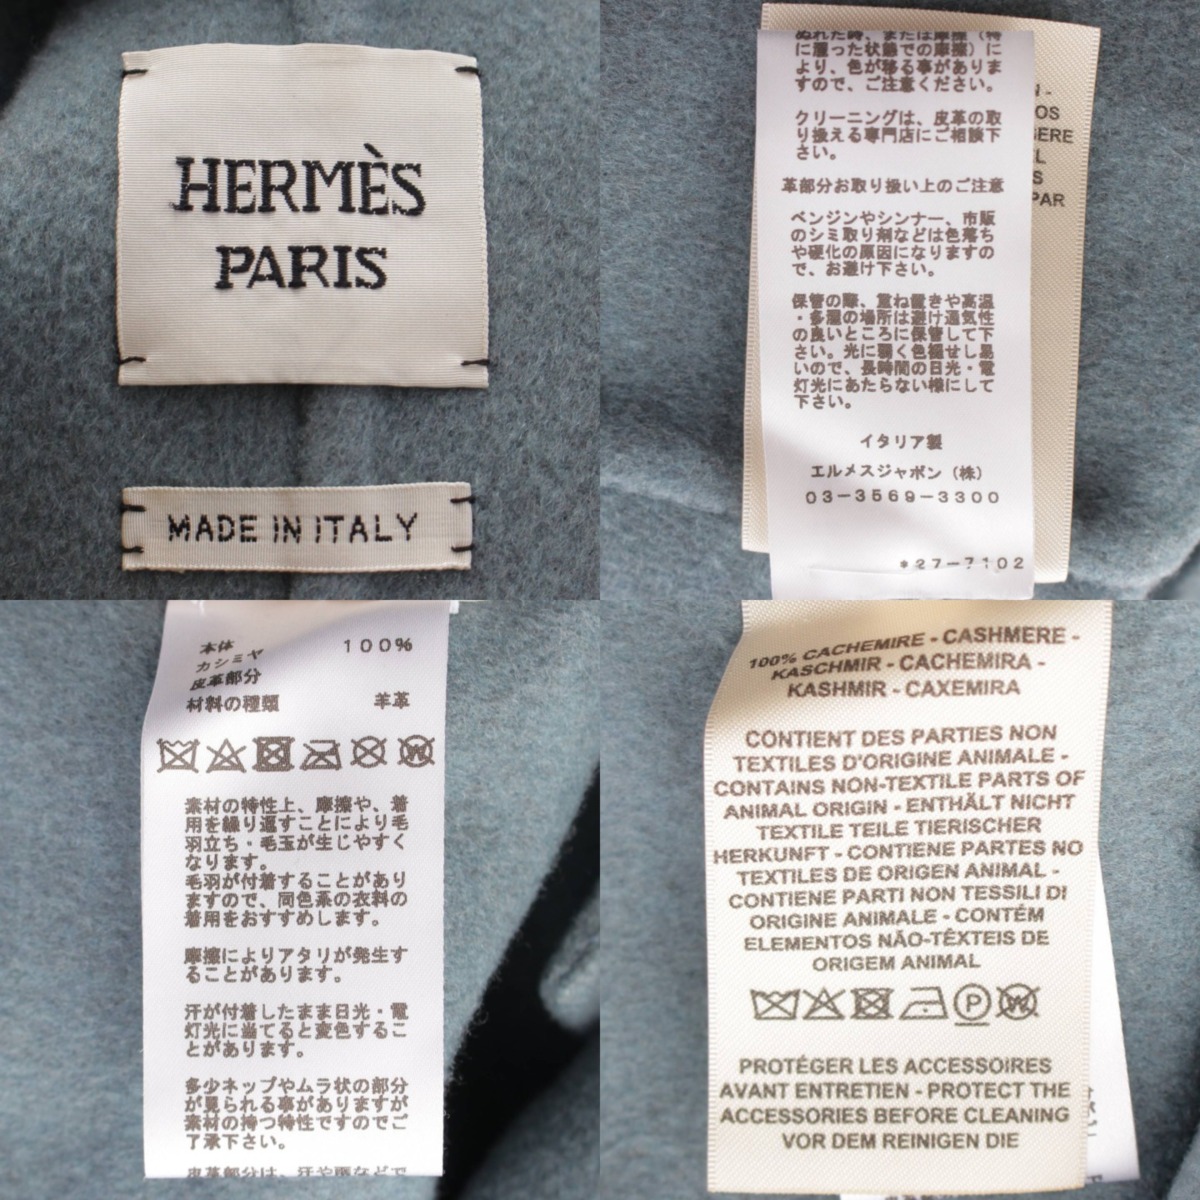 HERMÈS
PARIS
MADE IN ITALY
ぬれた時、または摩擦（特
に湿った状態での摩擦）に
より、色が移る事がありま
すので、ご注意ください。
クリーニングは、皮革の取
り扱える専門店にご相談下
さい。
革部分お取り扱い上のご注意
ベンジンやシンナー、市販
のシミ取り剤などは色落ち
や硬化の原因になりますの
で、お避け下さい。
保管の際、重ね置きや高温
・多湿の場所は避け通気性
の良いところに保管して下
さい。光に弱く色褪せし易
いので、長時間の日光・電
灯光にあたらない様にして
下さい。
イタリア製
エルメスジャポン（株）
03-3569-3300
*27-7102
OS
ERE
L
S
PAR
本体
カシミヤ 100%
皮革部分
材料の種類 羊革
素材の特性上、摩擦や、着
用を繰り返すことにより毛
羽立ち・毛玉が生じやすく
なります。
毛羽が付着することがあり
ますので、同色系の衣料の
着用をおすすめします。
摩擦によりアタリが発生す
ることがあります。
汗が付着したまま日光・電
灯光に当てると変色するこ
とがあります。
多少ネップやムラ状の部分
が見られる事がありますが
素材の持つ特性ですのでご
了承下さい。
皮革部分は、汗や雨などで
100% CACHEMIRE - CASHMERE -
KASCHMIR - CACHEMIRA -
KASHMIR - CAXEMIRA
CONTIENT DES PARTIES NON
TEXTILES D'ORIGINE ANIMALE -
CONTAINS NON-TEXTILE PARTS OF
ANIMAL ORIGIN - ENTHÄLT NICHT
TEXTILE TEILE TIERISCHER
HERKUNFT - CONTIENE PARTES NO
TEXTILES DE ORIGEN ANIMAL -
CONTIENE PARTI NON TESSILI DI
ORIGINE ANIMALE - CONTÉM
ELEMENTOS NÃO-TÊXTEIS DE
ORIGEM ANIMAL
PROTÉGER LES ACCESSOIRES
AVANT ENTRETIEN - PROTECT THE
ACCESSORIES BEFORE CLEANING
VOR DEM REINIGEN DIE